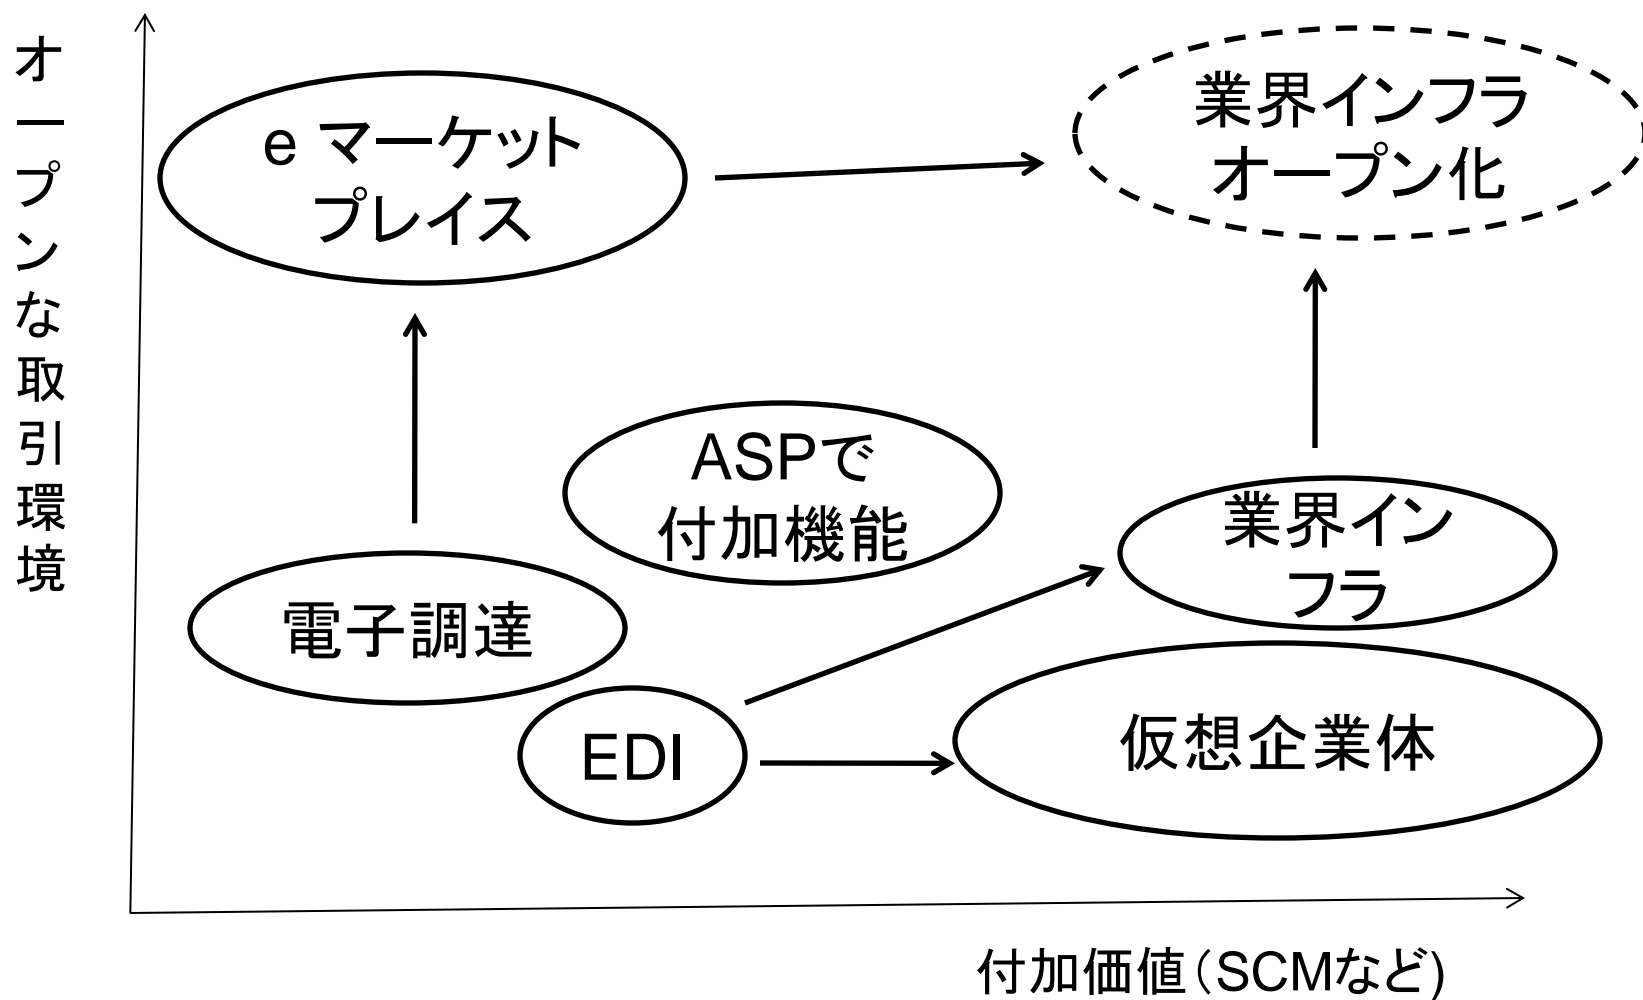 オープンな取引環境
e マーケット
プレイス
業界インフラ
オープン化
ASPで
付加機能
業界イン
フラ
電子調達
EDI
仮想企業体
付加価値（SCMなど)